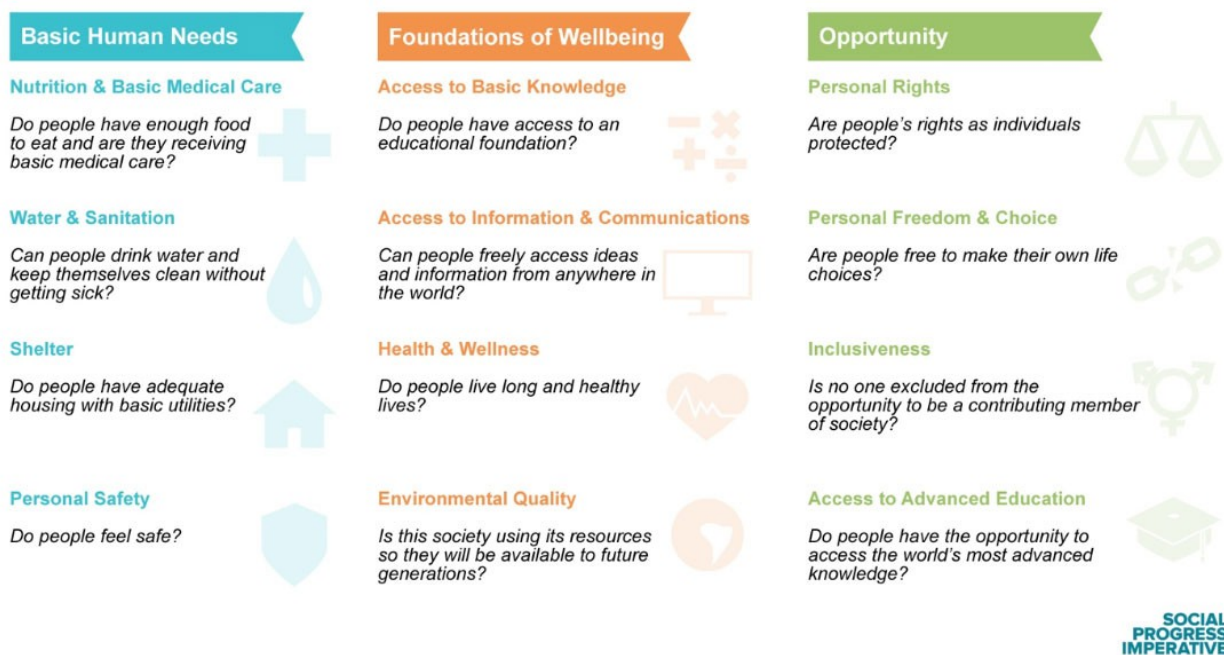 Basic Human Needs
Nutrition & Basic Medical Care
Do people have enough food
to eat and are they receiving
basic medical care?
Water & Sanitation
Can people drink water and
keep themselves clean without
getting sick?
Shelter
Do people have adequate
housing with basic utilities?
Personal Safety
Do people feel safe?
Foundations of Wellbeing
Access to Basic Knowledge
Do people have access to an
educational foundation?
Access to Information & Communications
Can people freely access ideas
and information from anywhere in
the world?
Health & Wellness
Do people live long and healthy
lives?
Environmental Quality
Is this society using its resources
so they will be available to future
generations?
Opportunity
Personal Rights
Are people’s rights as individuals
protected?
Personal Freedom & Choice
Are people free to make their own life
choices?
Inclusiveness
Is no one excluded from the
opportunity to be a contributing member
of society?
Access to Advanced Education
Do people have the opportunity to
access the world’s most advanced
knowledge?
SOCIAL
PROGRESS
IMPERATIVE